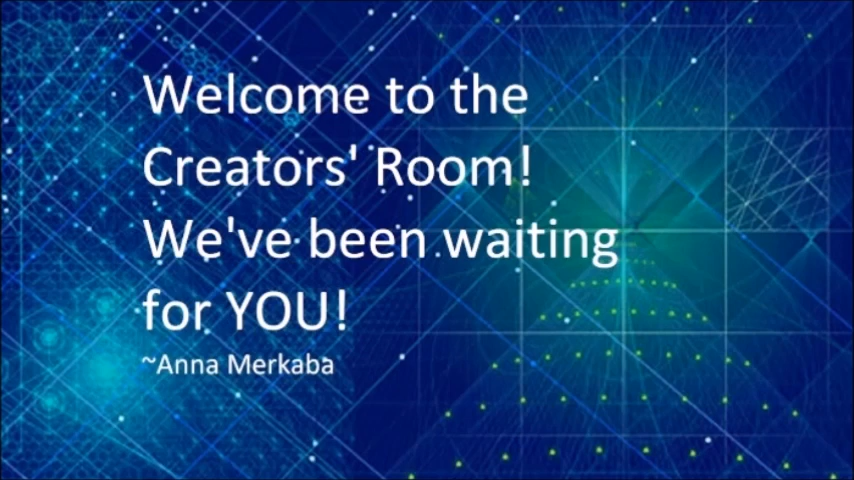 Welcome to the
Creators' Room!
We've been waiting
for YOU!
~Anna Merkaba